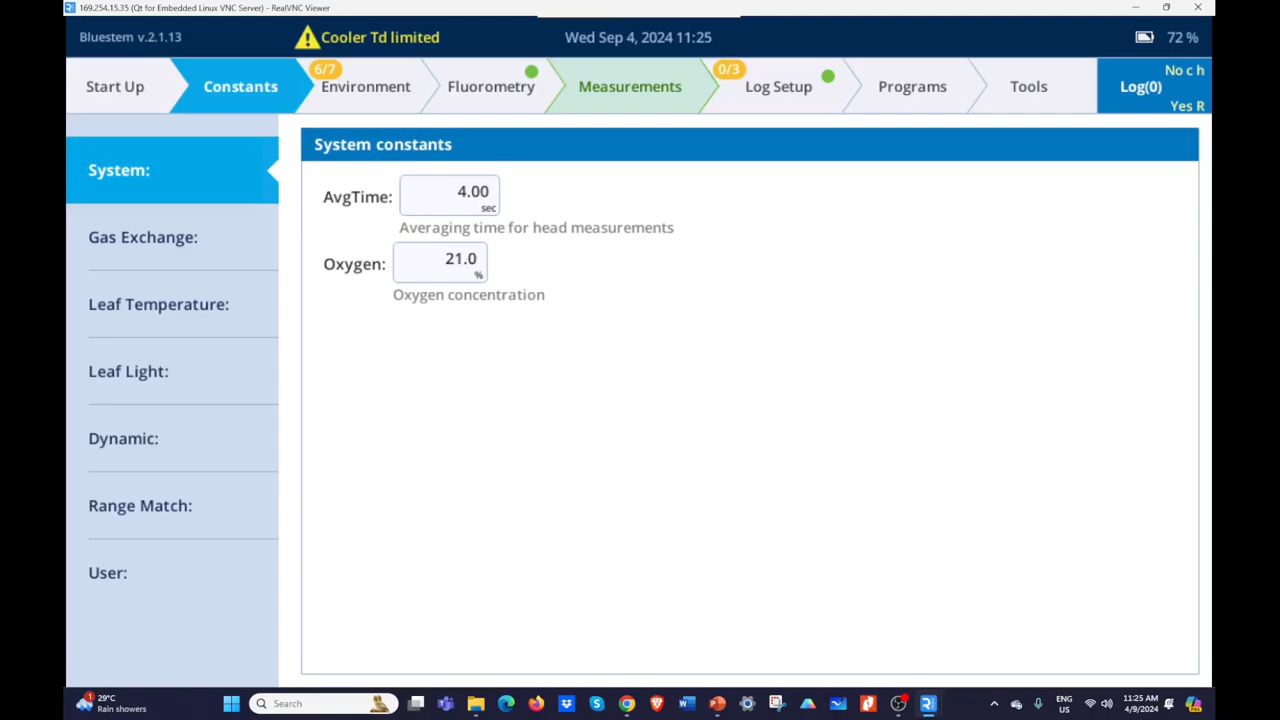 169.254.15.35 (Qt for Embedded Linux VNC Server) - RealVNC Viewer
Bluestem v.2.1.13
Cooler Td limited
Wed Sep 4, 2024 11:25
72 %
Start Up
Constants
6/7
Environment
Fluorometry
Measurements
0/3
Log Setup
Programs
Tools
No c h
Log(0)
Yes R
System:
Gas Exchange:
Leaf Temperature:
Leaf Light:
Dynamic:
Range Match:
User:
System constants
AvgTime: 4.00
sec
Averaging time for head measurements
Oxygen: 21.0
%
Oxygen concentration
1
29°C
Rain showers
Search
ENG
US
11:25 AM
4/9/2024